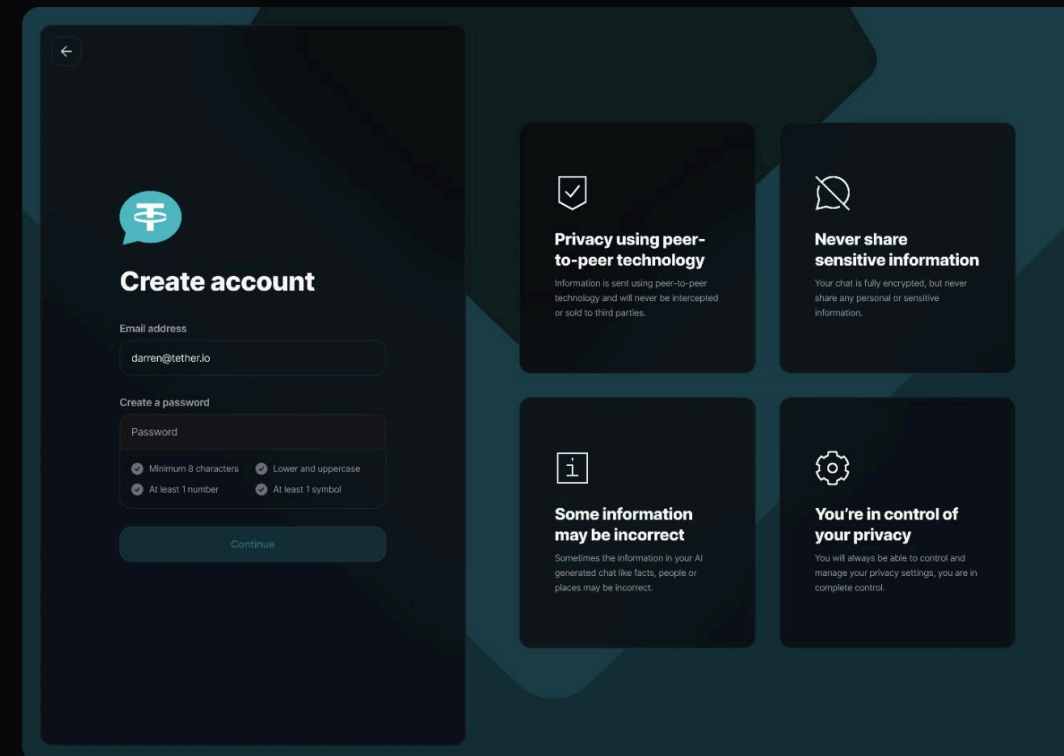 Create account
Email address
darren@tether.io
Create a password
Password
Minimum 8 characters
Lower and uppercase
At least 1 number
At least 1 symbol
Continue
Privacy using peer-
to-peer technology
Information is sent using peer-to-peer
technology and will never be intercepted
or sold to third parties.
Never share
sensitive information
Your chat is fully encrypted, but never
share any personal or sensitive
information.
Some information
may be incorrect
Sometimes the information in your AI
generated chat like facts, people or
places may be incorrect.
You’re in control of
your privacy
You will always be able to control and
manage your privacy settings, you are in
complete control.